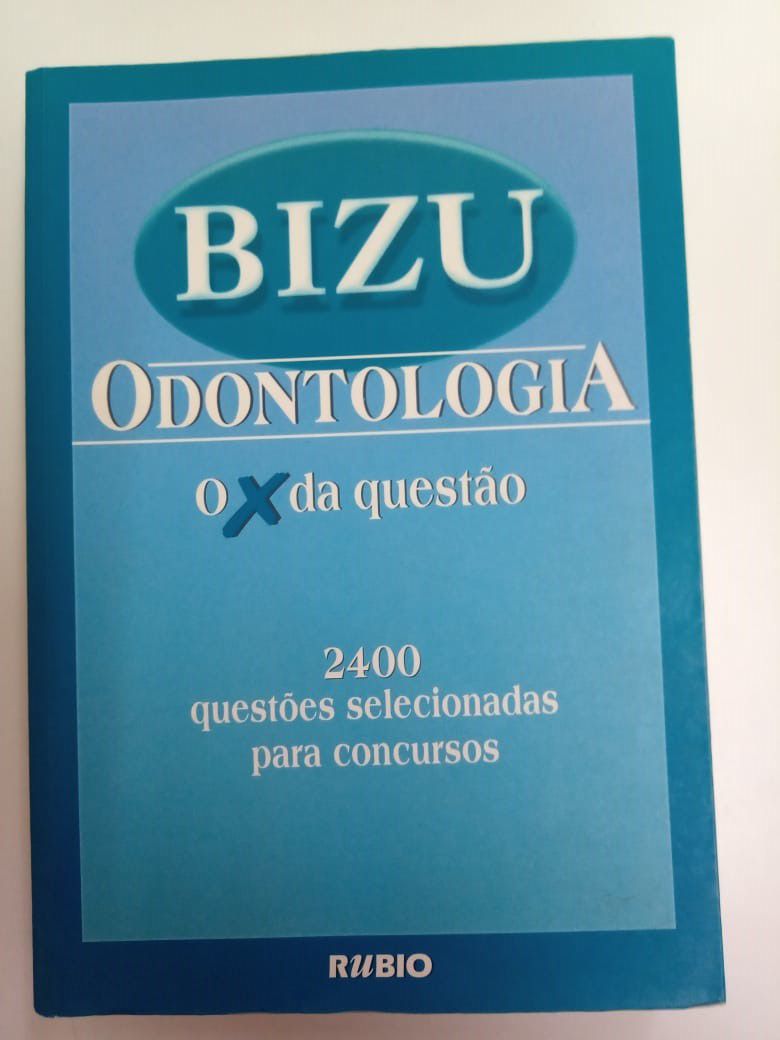 BIZU
ODONTOLOGIA
O X da questão
2400
questões selecionadas
para concursos
RUBIO